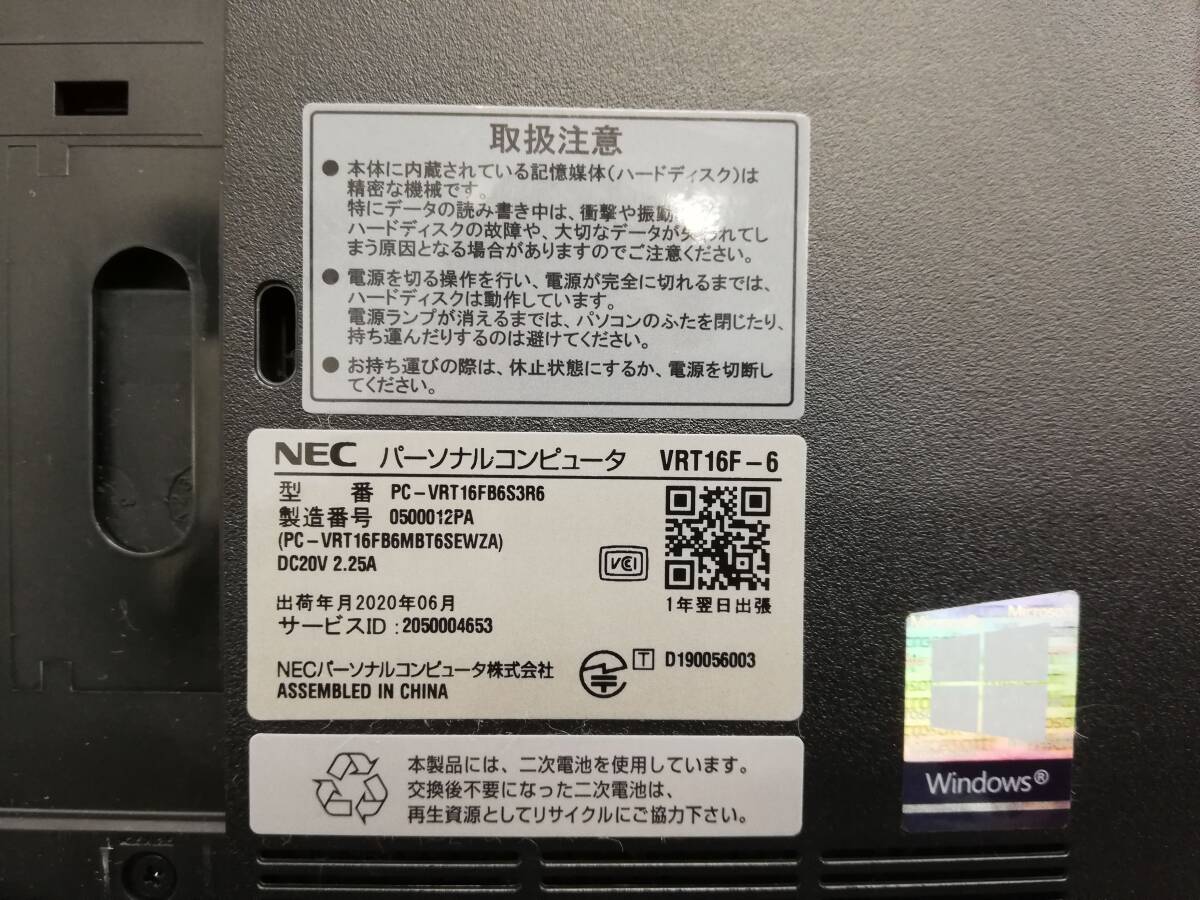 取扱注意
● 本体に内蔵されている記憶媒体(ハードディスク)は
精密な機械です。
特にデータの読み書き中は、衝撃や振動
ハードディスクの故障や、大切なデータが失われてし
まう原因となる場合がありますのでご注意ください。
● 電源を切る操作を行い、電源が完全に切れるまでは、
ハードディスクは動作しています。
電源ランプが消えるまでは、パソコンのふたを閉じたり、
持ち運んだりするのは避けてください。
● お持ち運びの際は、休止状態にするか、電源を切断し
てください。
NEC パーソナルコンピュータ VRT16F-6
型 番 PC-VRT16FB6S3R6
製造番号 0500012PA
(PC-VRT16FB6MBT6SEWZA)
DC20V 2.25A
VCI
1年翌日出張
出荷年月2020年06月
サービスID:2050004653
NECパーソナルコンピュータ株式会社
ASSEMBLED IN CHINA
T D190056003
本製品には、二次電池を使用しています。
交換後不要になった二次電池は、
再生資源としてリサイクルにご協力下さい。
Microso
Windows®